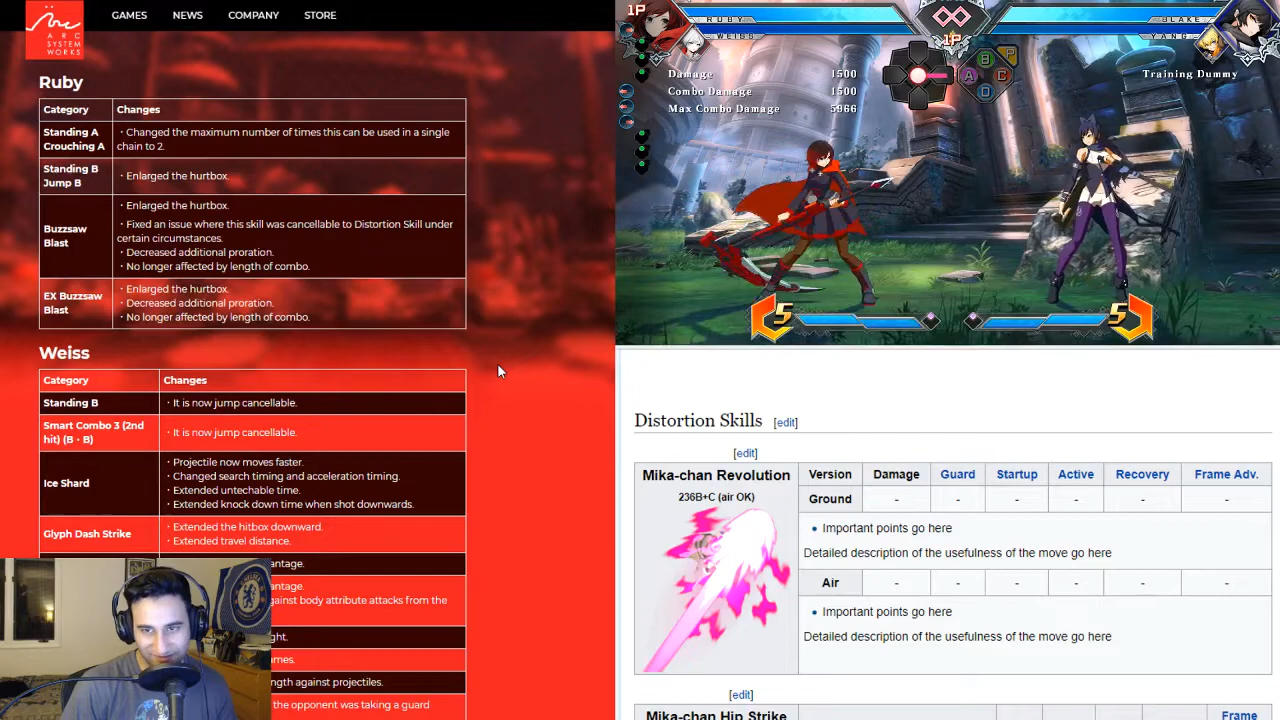 ARC
SYSTEM
WORKS
GAMES
NEWS
COMPANY
STORE
Ruby
Category
Changes
Standing A
Crouching A
・Changed the maximum number of times this can be used in a single
chain to 2.
Standing B
Jump B
・Enlarged the hurtbox.
Buzzsaw
Blast
・Enlarged the hurtbox.
・Fixed an issue where this skill was cancellable to Distortion Skill under
certain circumstances.
・Decreased additional proration.
・No longer affected by length of combo.
EX Buzzsaw
Blast
・Enlarged the hurtbox.
・Decreased additional proration.
・No longer affected by length of combo.
Weiss
Category
Changes
Standing B
・It is now jump cancellable.
Smart Combo 3 (2nd
hit) (B・B)
・It is now jump cancellable.
Ice Shard
・Projectile now moves faster.
・Changed search timing and acceleration timing.
・Extended untechable time.
・Extended knock down time when shot downwards.
Glyph Dash Strike
・Extended the hitbox downward.
・Extended travel distance.
antage.
antage.
against body attribute attacks from the
ght.
ames.
ngth against projectiles.
the opponent was taking a guard
1P
RUBY
WEISS
BLAKE
YANG
1P
Damage 1500
Combo Damage 1500
Max Combo Damage 5966
B
P
A
C
D
Training Dummy
5
5
Distortion Skills [edit]
[edit]
Mika-chan Revolution
236B+C (air OK)
Version Damage Guard Startup Active Recovery Frame Adv.
Ground - - - - - -
• Important points go here
Detailed description of the usefulness of the move go here
Air - - - - - -
• Important points go here
Detailed description of the usefulness of the move go here
[edit]
Mika-chan Hip Strike
Frame